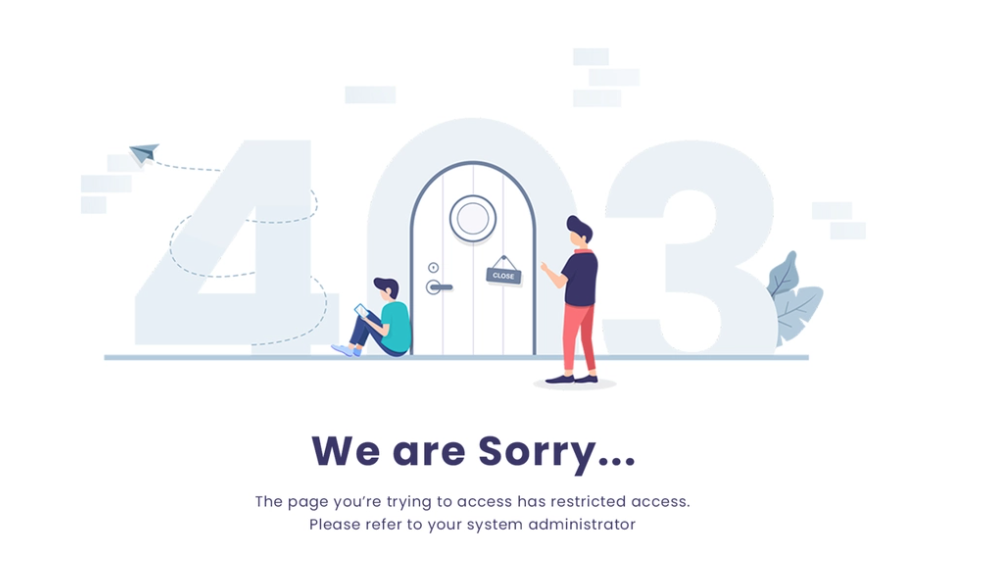 403
CLOSE
We are Sorry...
The page you're trying to access has restricted access.
Please refer to your system administrator